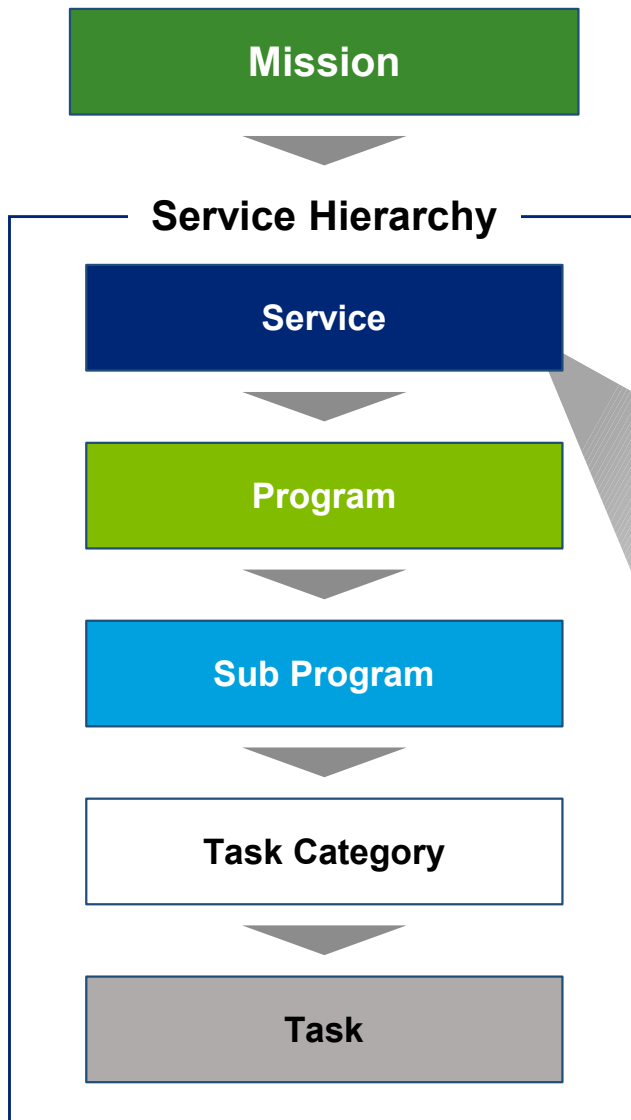 Mission
Service Hierarchy
Service
Program
Sub Program
Task Category
Task